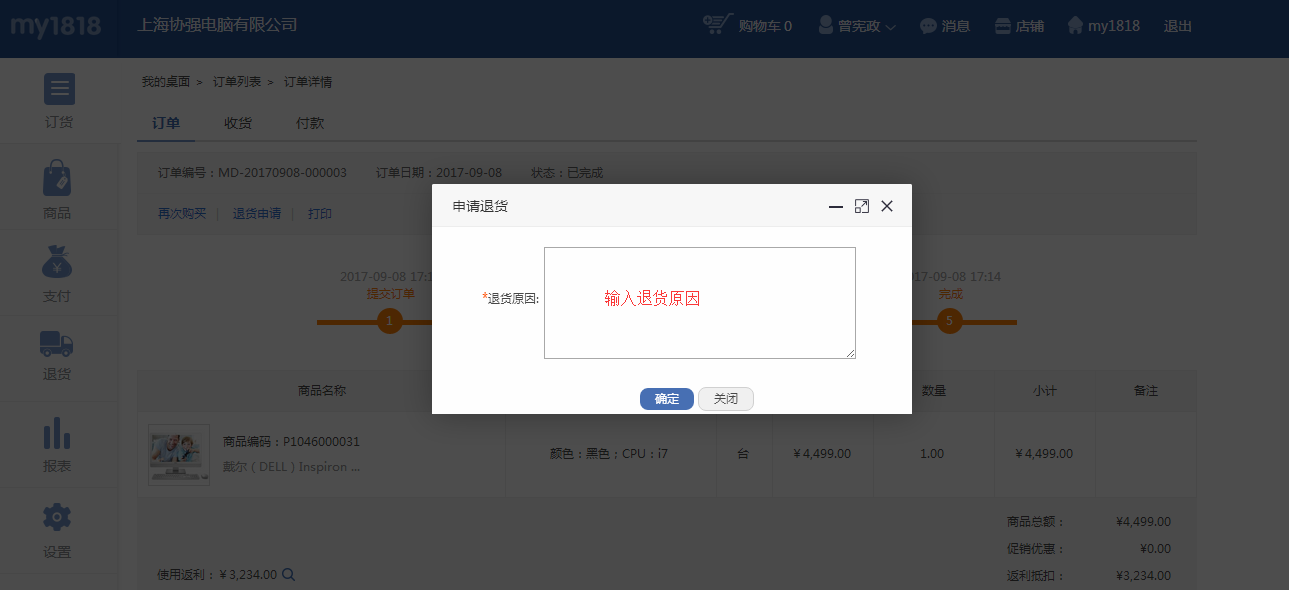 my1818
上海协强电脑有限公司
购物车 0
曾宪政
消息
店铺
my1818
退出
订货
商品
支付
退货
报表
设置
我的桌面 > 订单列表 > 订单详情
订单 收货 付款
订单编号：MD-20170908-000003 订单日期：2017-09-08 状态：已完成
再次购买 | 退货申请 | 打印
2017-09-08 17:1
提交订单
1
17-09-08 17:14
完成
5
申请退货
*退货原因:
输入退货原因
确定 关闭
商品名称 数量 小计 备注
商品编码：P1046000031
戴尔（DELL）Inspiron ...
颜色：黑色；CPU：i7 台 ￥4,499.00 1.00 ￥4,499.00
商品总额： ¥4,499.00
促销优惠： ¥0.00
使用返利：￥3,234.00
返利抵扣： ¥3,234.00